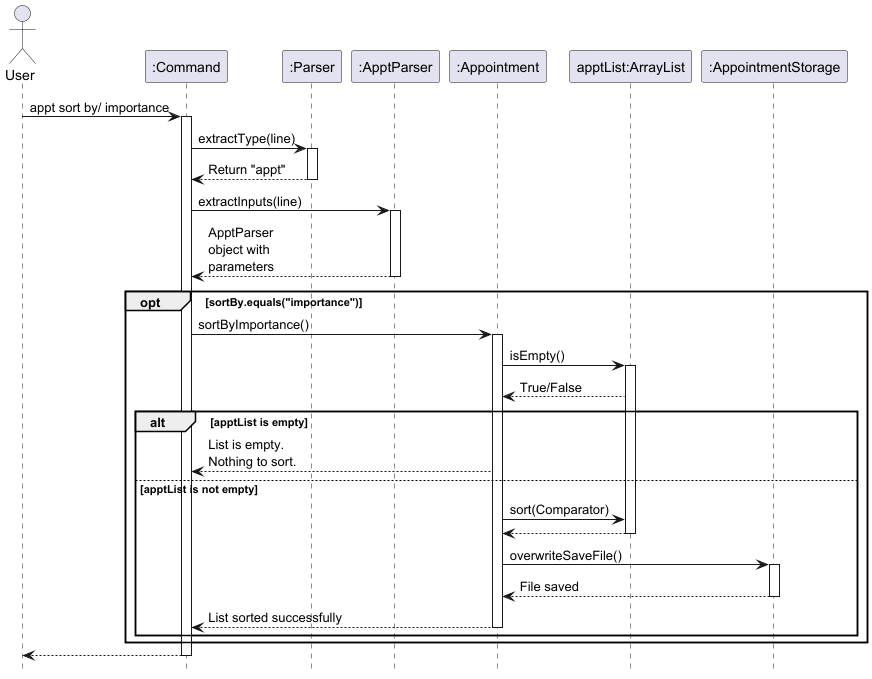 User
:Command
:Parser
:ApptParser
:Appointment
apptList:ArrayList
:AppointmentStorage
appt sort by/ importance
extractType(line)
Return "appt"
extractInputs(line)
ApptParser
object with
parameters
opt
[sortBy.equals("importance")]
sortByImportance()
isEmpty()
True/False
alt
[apptList is empty]
List is empty.
Nothing to sort.
[apptList is not empty]
sort(Comparator)
overwriteSaveFile()
File saved
List sorted successfully